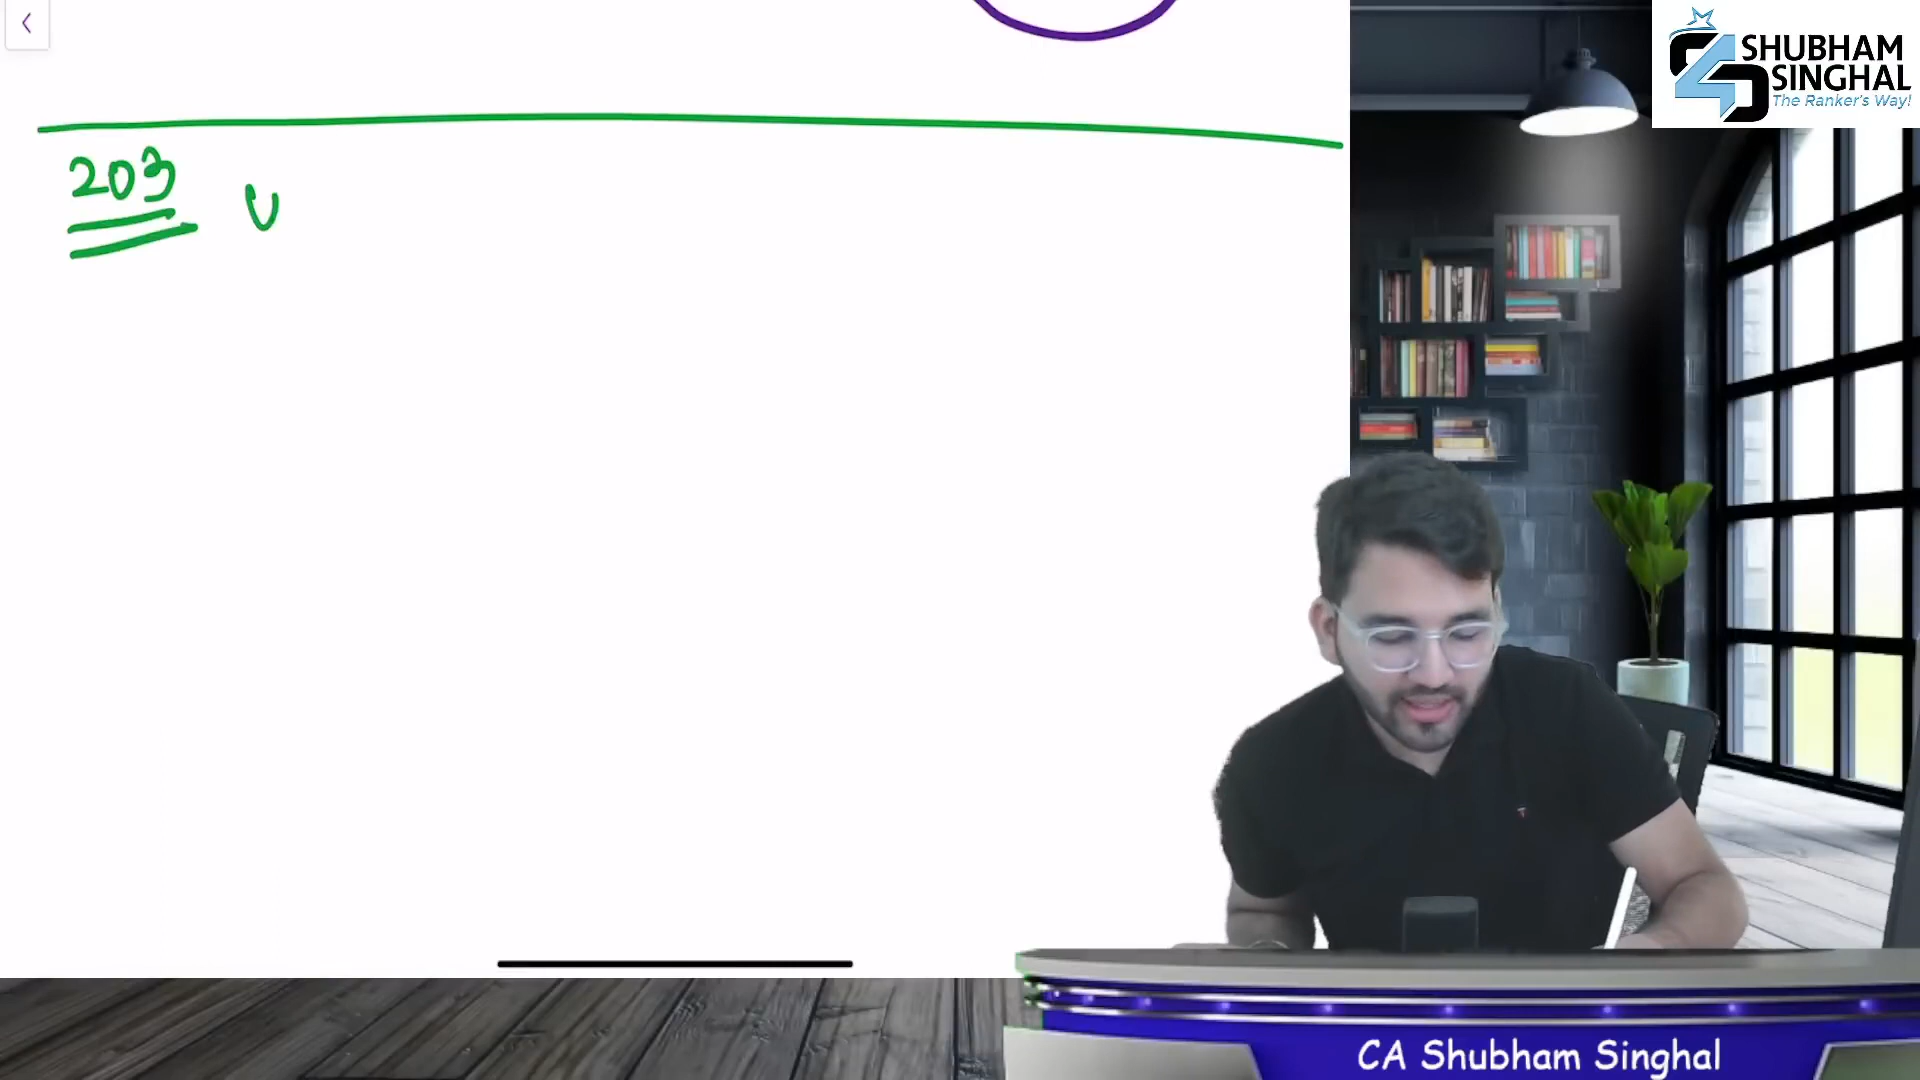 SHUBHAM
SINGHAL
The Ranker's Way!
203 U
CA Shubham Singhal